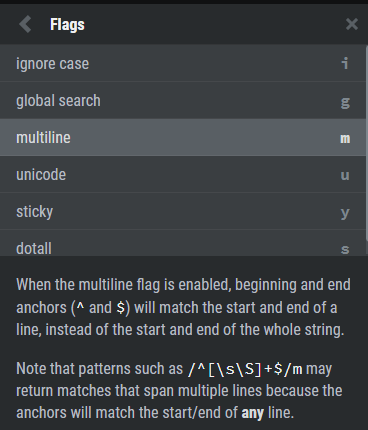 Flags
ignore case i
global search g
multiline m
unicode u
sticky y
dotall s
When the multiline flag is enabled, beginning and end
anchors (^ and $) will match the start and end of a
line, instead of the start and end of the whole string.
Note that patterns such as /^[\s\S]+$/m may
return matches that span multiple lines because the
anchors will match the start/end of any line.